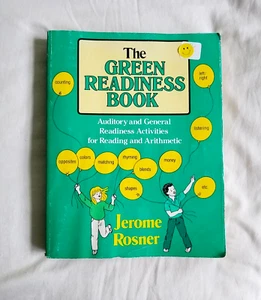 The
GREEN
READINESS
BOOK
Auditory and General
Readiness Activities
for Reading and Arithmetic
counting
left-
right
patterning
opposites
colors
matching
rhyming
blends
money
shapes
etc.
Jerome
Rosner